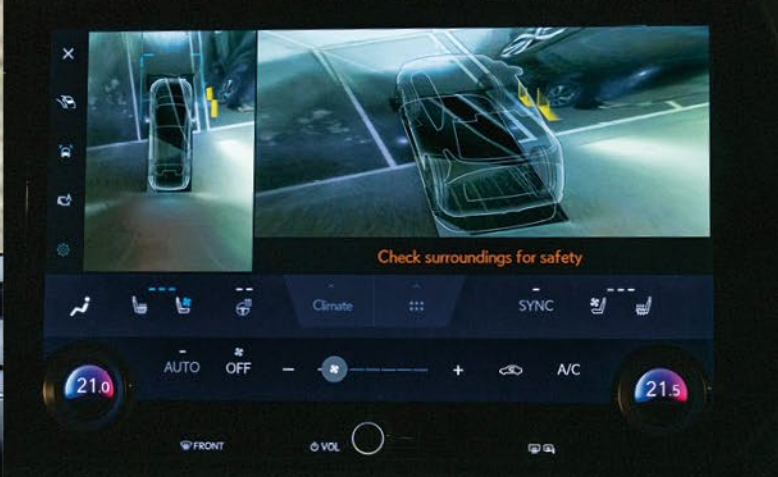 Check surroundings for safety
Climate
SYNC
AUTO
OFF
A/C
21.0
21.5
FRONT
VOL